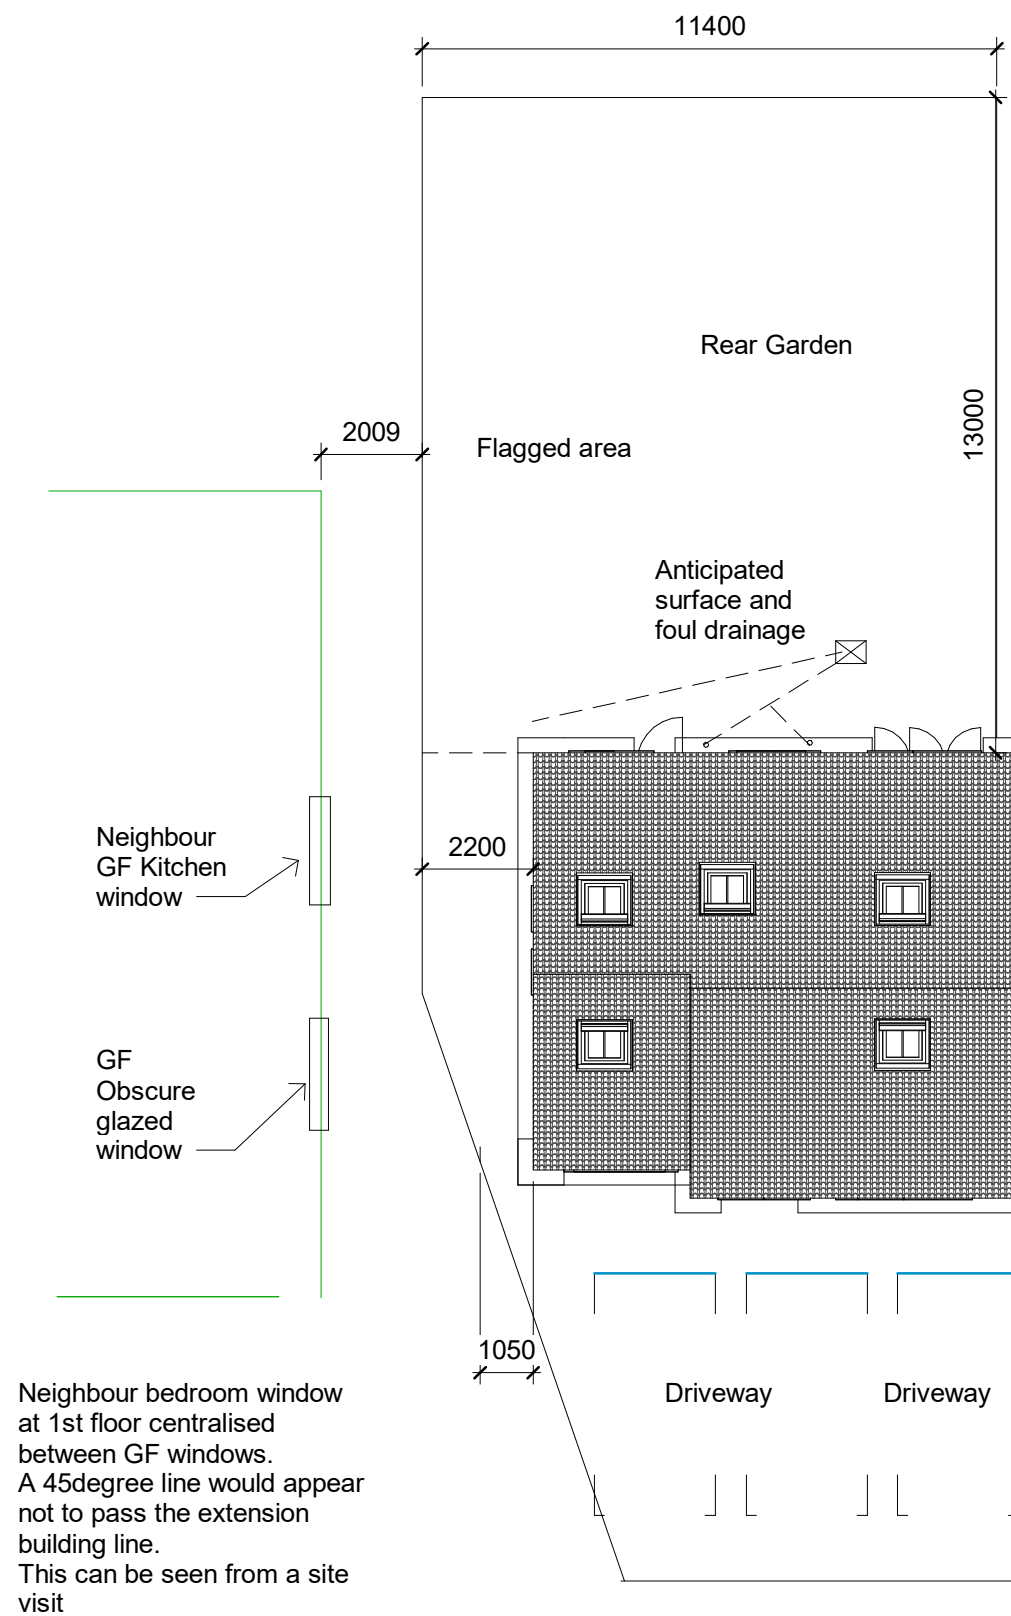 11400
Rear Garden
13000
2009
Flagged area
Anticipated
surface and
foul drainage
Neighbour
GF Kitchen
window
2200
GF
Obscure
glazed
window
1050
Driveway
Driveway
Neighbour bedroom window
at 1st floor centralised
between GF windows.
A 45degree line would appear
not to pass the extension
building line.
This can be seen from a site
visit